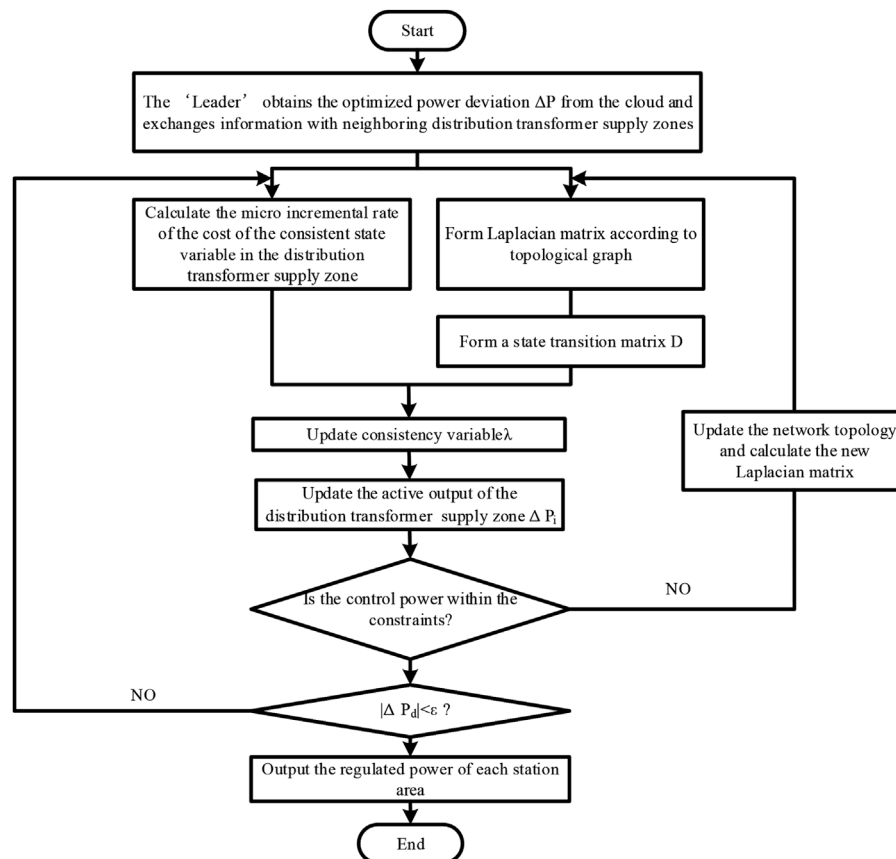 Start
The ‘Leader’ obtains the optimized power deviation ΔP from the cloud and
exchanges information with neighboring distribution transformer supply zones
Calculate the micro incremental rate
of the cost of the consistent state
variable in the distribution
transformer supply zone
Form Laplacian matrix according to
topological graph
Form a state transition matrix D
Update consistency variableλ
Update the network topology
and calculate the new
Laplacian matrix
Update the active output of the
distribution transformer supply zone Δ Pᵢ
Is the control power within the
constraints?
NO
NO
|Δ P_d|<ε ?
Output the regulated power of each station
area
End